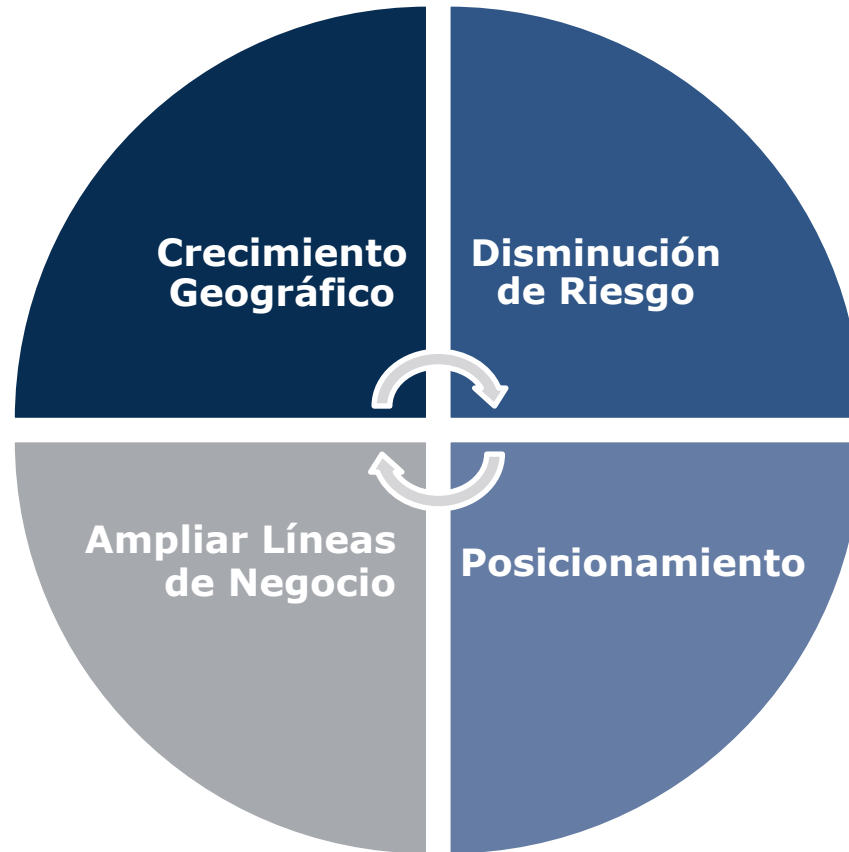 Crecimiento
Geográfico
Disminución
de Riesgo
Ampliar Líneas
de Negocio
Posicionamiento